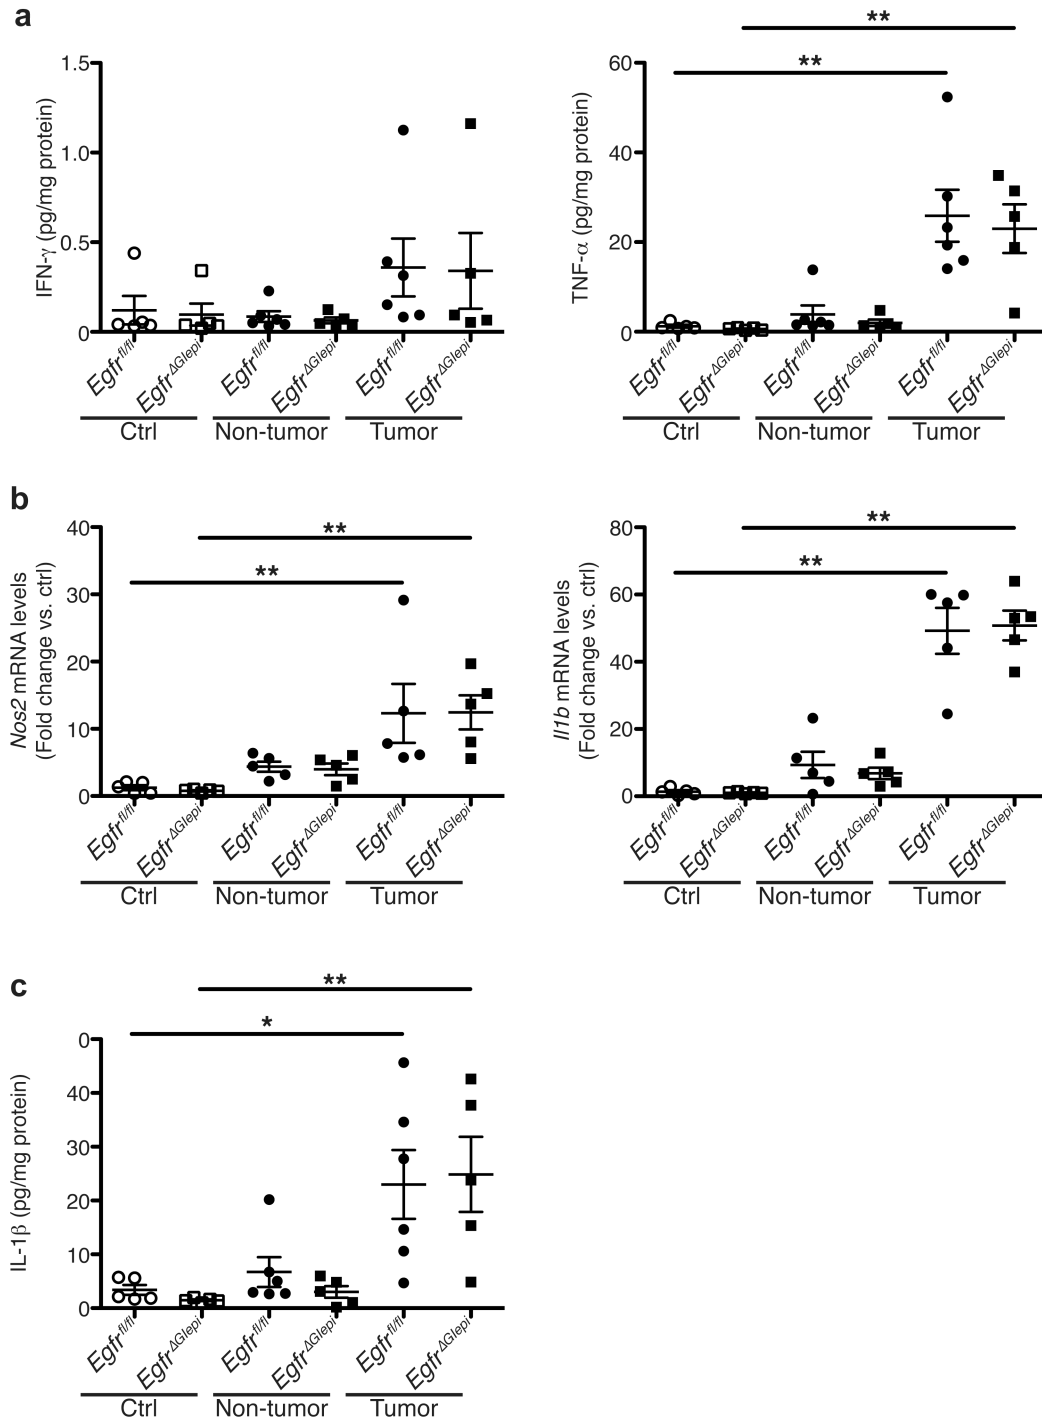 a
**
**
IFN-γ (pg/mg protein)
1.5
1.0
0.5
0
Egfr fl/fl
Egfr ΔGIepi
Egfr fl/fl
Egfr ΔGIepi
Egfr fl/fl
Egfr ΔGIepi
Ctrl
Non-tumor
Tumor
TNF-α (pg/mg protein)
60
40
20
0
Egfr fl/fl
Egfr ΔGIepi
Egfr fl/fl
Egfr ΔGIepi
Egfr fl/fl
Egfr ΔGIepi
Ctrl
Non-tumor
Tumor
b
**
**
Nos2 mRNA levels
(Fold change vs. ctrl)
40
30
20
10
0
Egfr fl/fl
Egfr ΔGIepi
Egfr fl/fl
Egfr ΔGIepi
Egfr fl/fl
Egfr ΔGIepi
Ctrl
Non-tumor
Tumor
**
**
Il1b mRNA levels
(Fold change vs. ctrl)
80
60
40
20
0
Egfr fl/fl
Egfr ΔGIepi
Egfr fl/fl
Egfr ΔGIepi
Egfr fl/fl
Egfr ΔGIepi
Ctrl
Non-tumor
Tumor
c
**
*
IL-1β (pg/mg protein)
0
40
30
20
10
0
Egfr fl/fl
Egfr ΔGIepi
Egfr fl/fl
Egfr ΔGIepi
Egfr fl/fl
Egfr ΔGIepi
Ctrl
Non-tumor
Tumor